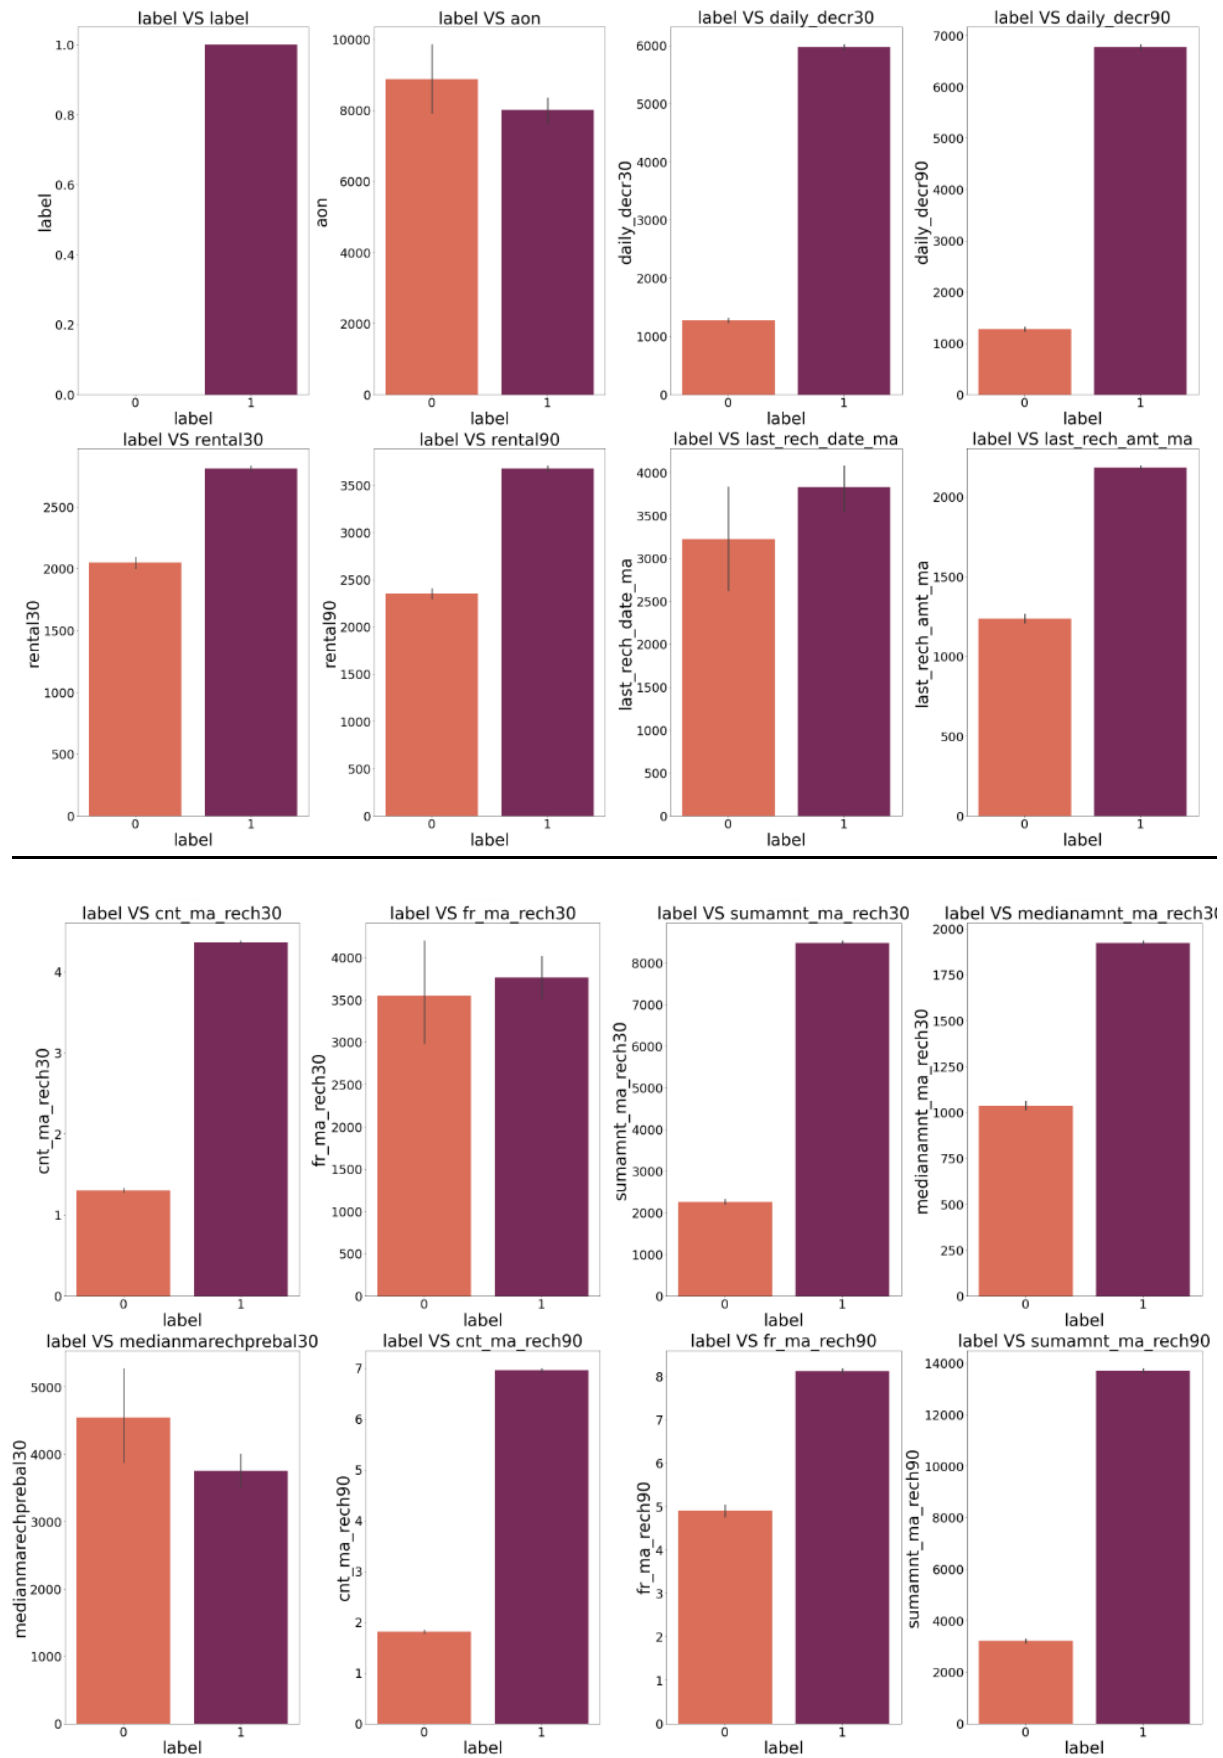 label VS label
label
1.0
0.8
0.6
0.4
0.2
0.0
0 1
label
label VS aon
aon
10000
8000
6000
4000
2000
0
0 1
label VS daily_decr30
daily_decr30
6000
5000
4000
3000
2000
1000
0
0 1
label
label VS daily_decr90
daily_decr90
7000
6000
5000
4000
3000
2000
1000
0
0 1
label
label VS rental30
rental30
2500
2000
1500
1000
500
0
0 1
label
label VS rental90
rental90
3500
3000
2500
2000
1500
1000
500
0
0 1
label
label VS last_rech_date_ma
last_rech_date_ma
4000
3500
3000
2500
2000
1500
1000
500
0
0 1
label
label VS last_rech_amt_ma
last_rech_amt_ma
2000
1500
1000
500
0
0 1
label
label VS cnt_ma_rech30
cnt_ma_rech30
4
3
2
1
0
0 1
label
label VS fr_ma_rech30
fr_ma_rech30
4000
3500
3000
2500
2000
1500
1000
500
0
0 1
label
label VS sumamnt_ma_rech30
sumamnt_ma_rech30
8000
7000
6000
5000
4000
3000
2000
1000
0
0 1
label
label VS medianamnt_ma_rech30
medianamnt_ma_rech30
2000
1750
1500
1250
1000
750
500
250
0
0 1
label
label VS medianmarechprebal30
medianmarechprebal30
5000
4000
3000
2000
1000
0
0 1
label
label VS cnt_ma_rech90
cnt_ma_rech90
7
6
5
4
3
2
1
0
0 1
label
label VS fr_ma_rech90
fr_ma_rech90
8
7
6
5
4
3
2
1
0
0 1
label
label VS sumamnt_ma_rech90
sumamnt_ma_rech90
14000
12000
10000
8000
6000
4000
2000
0
0 1
label